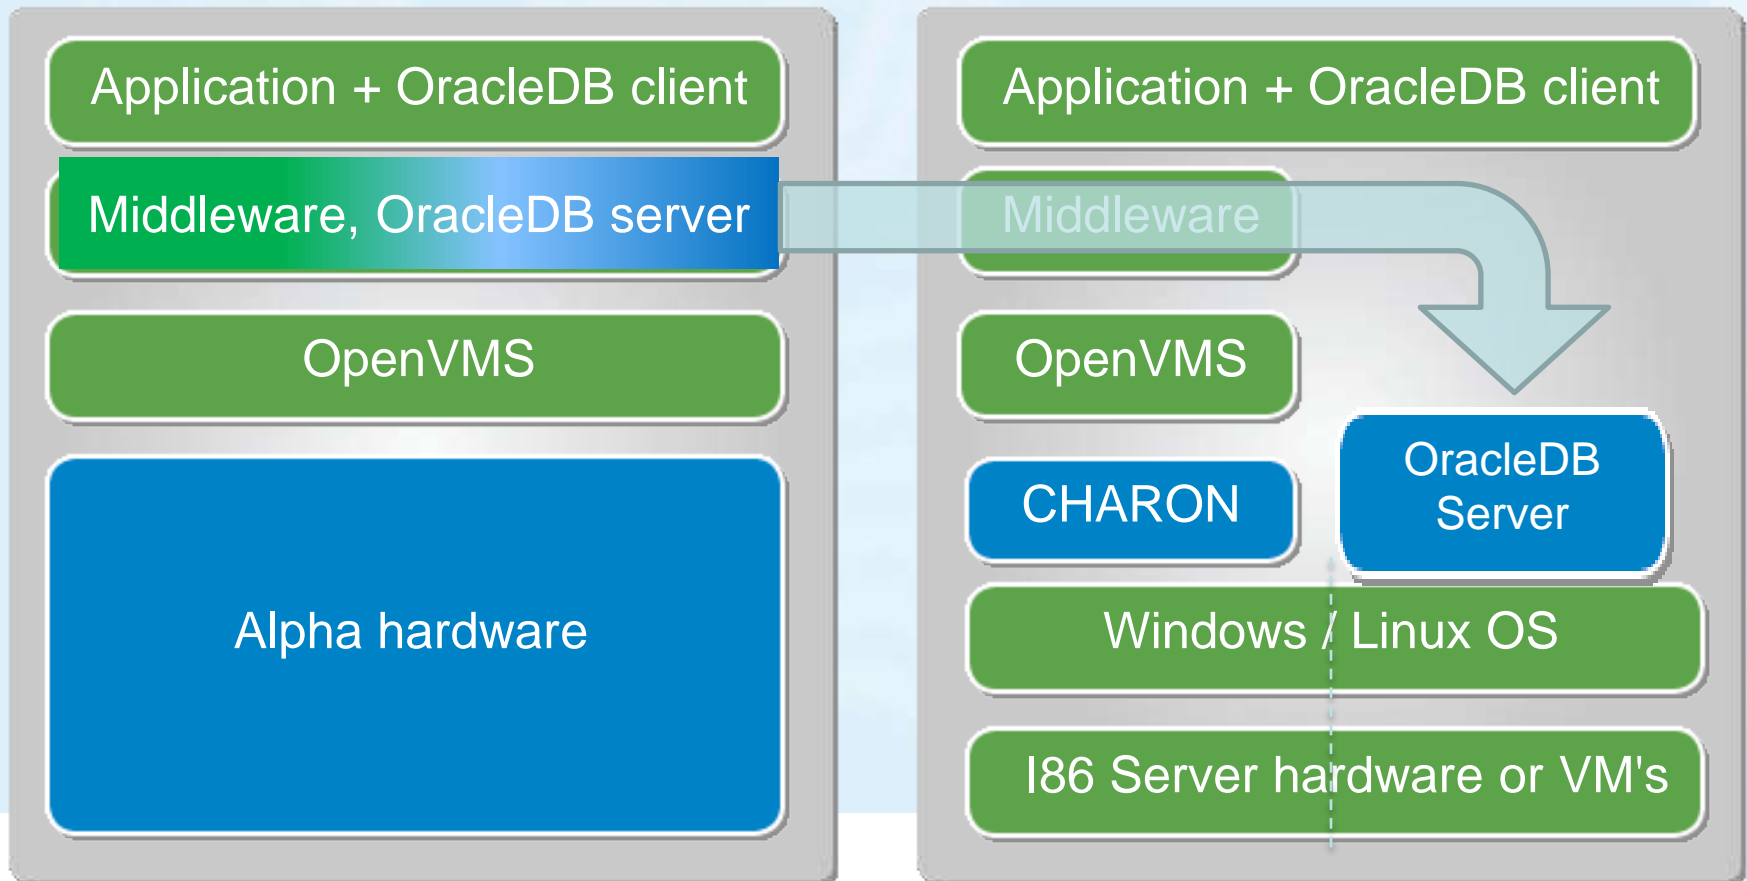 Application + OracleDB client
Middleware, OracleDB server
OpenVMS
Alpha hardware
Application + OracleDB client
Middleware
OpenVMS
CHARON
OracleDB
Server
Windows / Linux OS
I86 Server hardware or VM's